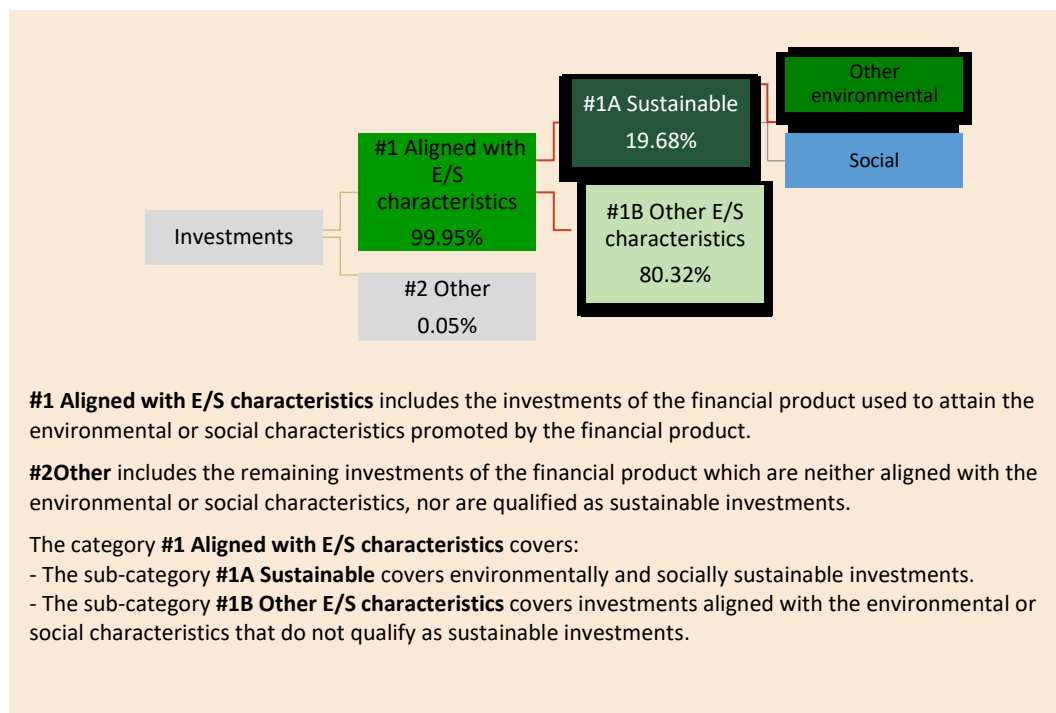 Investments
#1 Aligned with
E/S
characteristics
99.95%
#2 Other
0.05%
#1A Sustainable
19.68%
#1B Other E/S
characteristics
80.32%
Other
environmental
Social
#1 Aligned with E/S characteristics includes the investments of the financial product used to attain the
environmental or social characteristics promoted by the financial product.
#2Other includes the remaining investments of the financial product which are neither aligned with the
environmental or social characteristics, nor are qualified as sustainable investments.
The category #1 Aligned with E/S characteristics covers:
- The sub-category #1A Sustainable covers environmentally and socially sustainable investments.
- The sub-category #1B Other E/S characteristics covers investments aligned with the environmental or
social characteristics that do not qualify as sustainable investments.